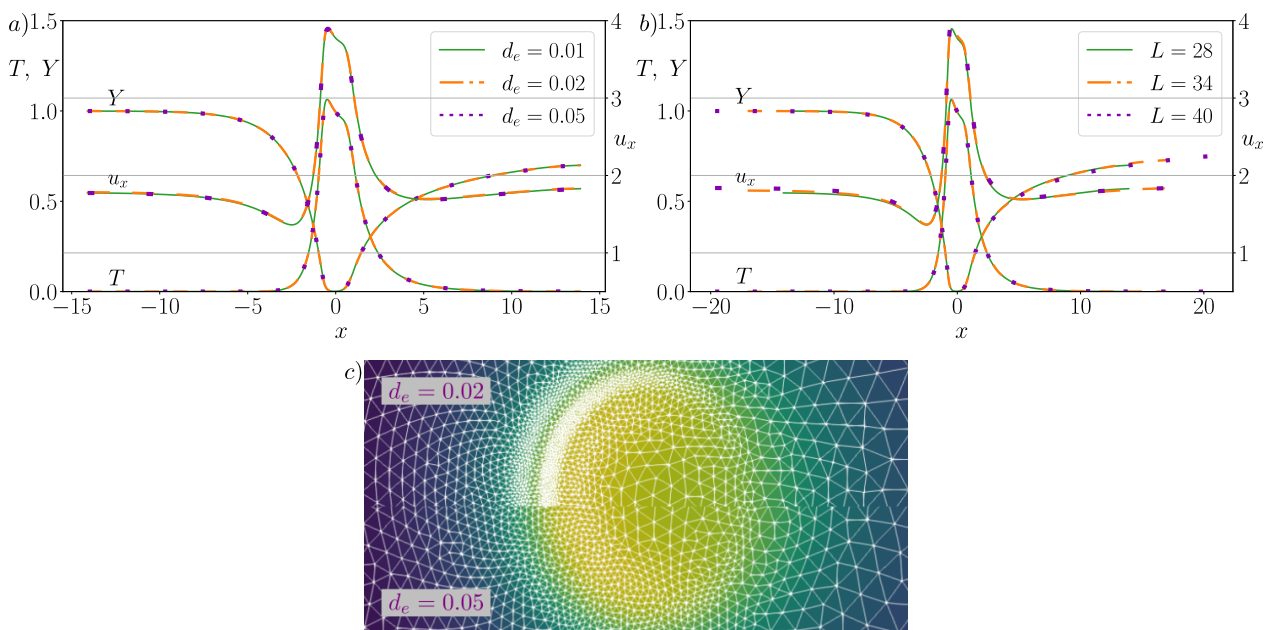 a)
1.5
4
T, Y
d_e = 0.01
d_e = 0.02
d_e = 0.05
Y
1.0
3
u_x
u_x
2
0.5
1
T
0.0
0
−15 −10 −5 0 5 10 15
x
b)
1.5
4
T, Y
L = 28
L = 34
L = 40
Y
1.0
3
u_x
u_x
2
0.5
1
T
0.0
0
−20 −10 0 10 20
x
c)
d_e = 0.02
d_e = 0.05